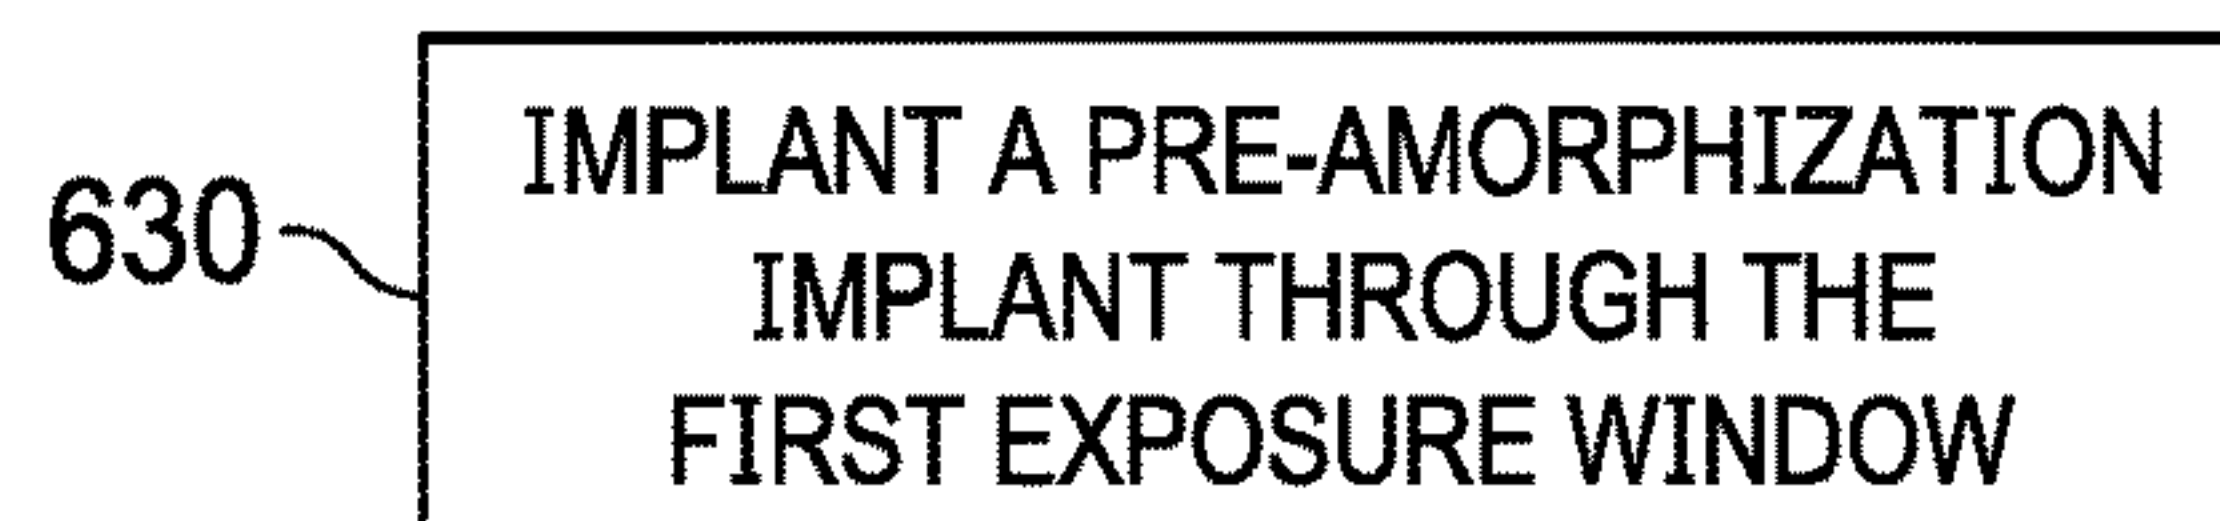 IMPLANT A PRE-AMORPHIZATION
630
IMPLANT THROUGH THE
FIRST EXPOSURE WINDOW